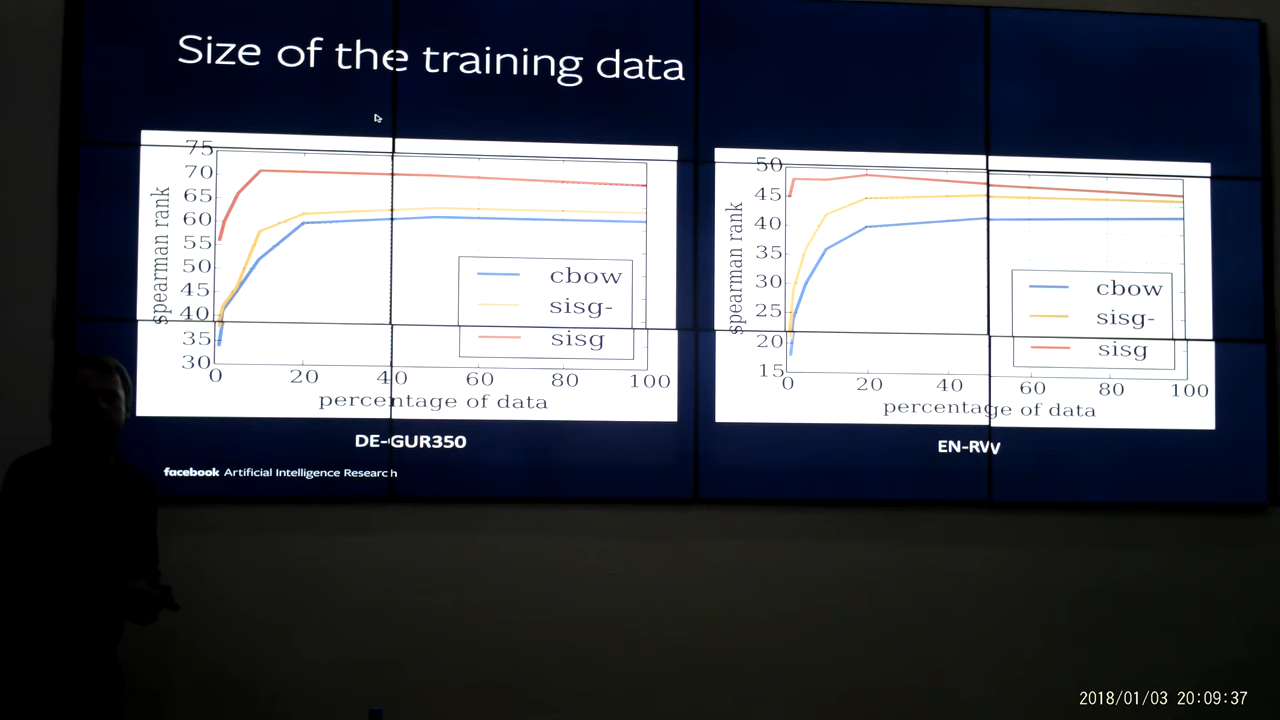 Size of the training data
75
70
65
60
55
50
45
40
35
30
spearman rank
cbow
sisg-
sisg
0 20 40 60 80 100
percentage of data
DE-GUR350
50
45
40
35
30
25
20
15
spearman rank
cbow
sisg-
sisg
0 20 40 60 80 100
percentage of data
EN-RW
facebook Artificial Intelligence Research
2018/01/03 20:09:37